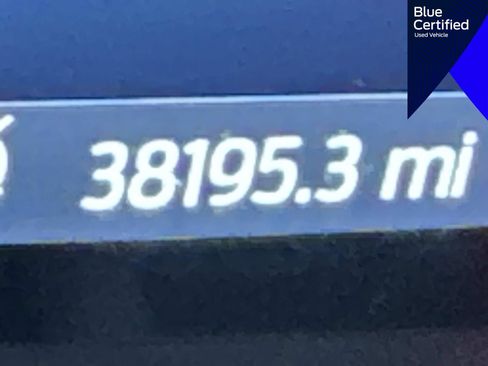 Blue
Certified
Used Vehicle
38195.3 mi